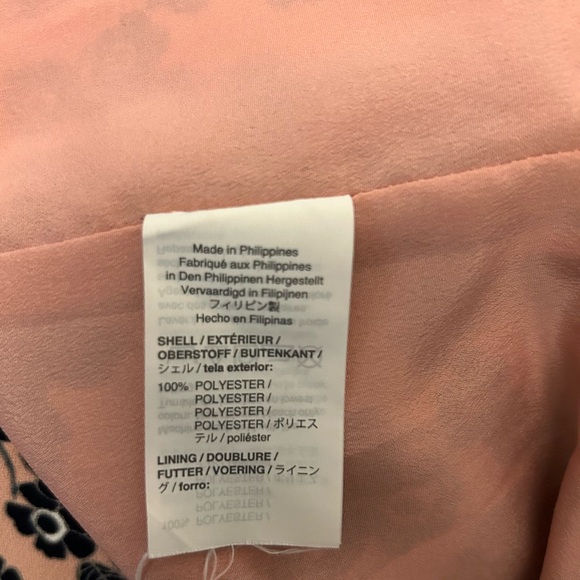 Made in Philippines
Fabriqué aux Philippines
in Den Philippinen Hergestellt
Vervaardigd in Filipijnen
フィリピン製
Hecho en Filipinas
SHELL / EXTÉRIEUR /
OBERSTOFF / BUITENKANT /
シェル / tela exterior:
100% POLYESTER /
POLYESTER /
POLYESTER /
POLYESTER / ポリエス
テル / poliéster
LINING / DOUBLURE /
FUTTER / VOERING / ライニン
グ / forro: